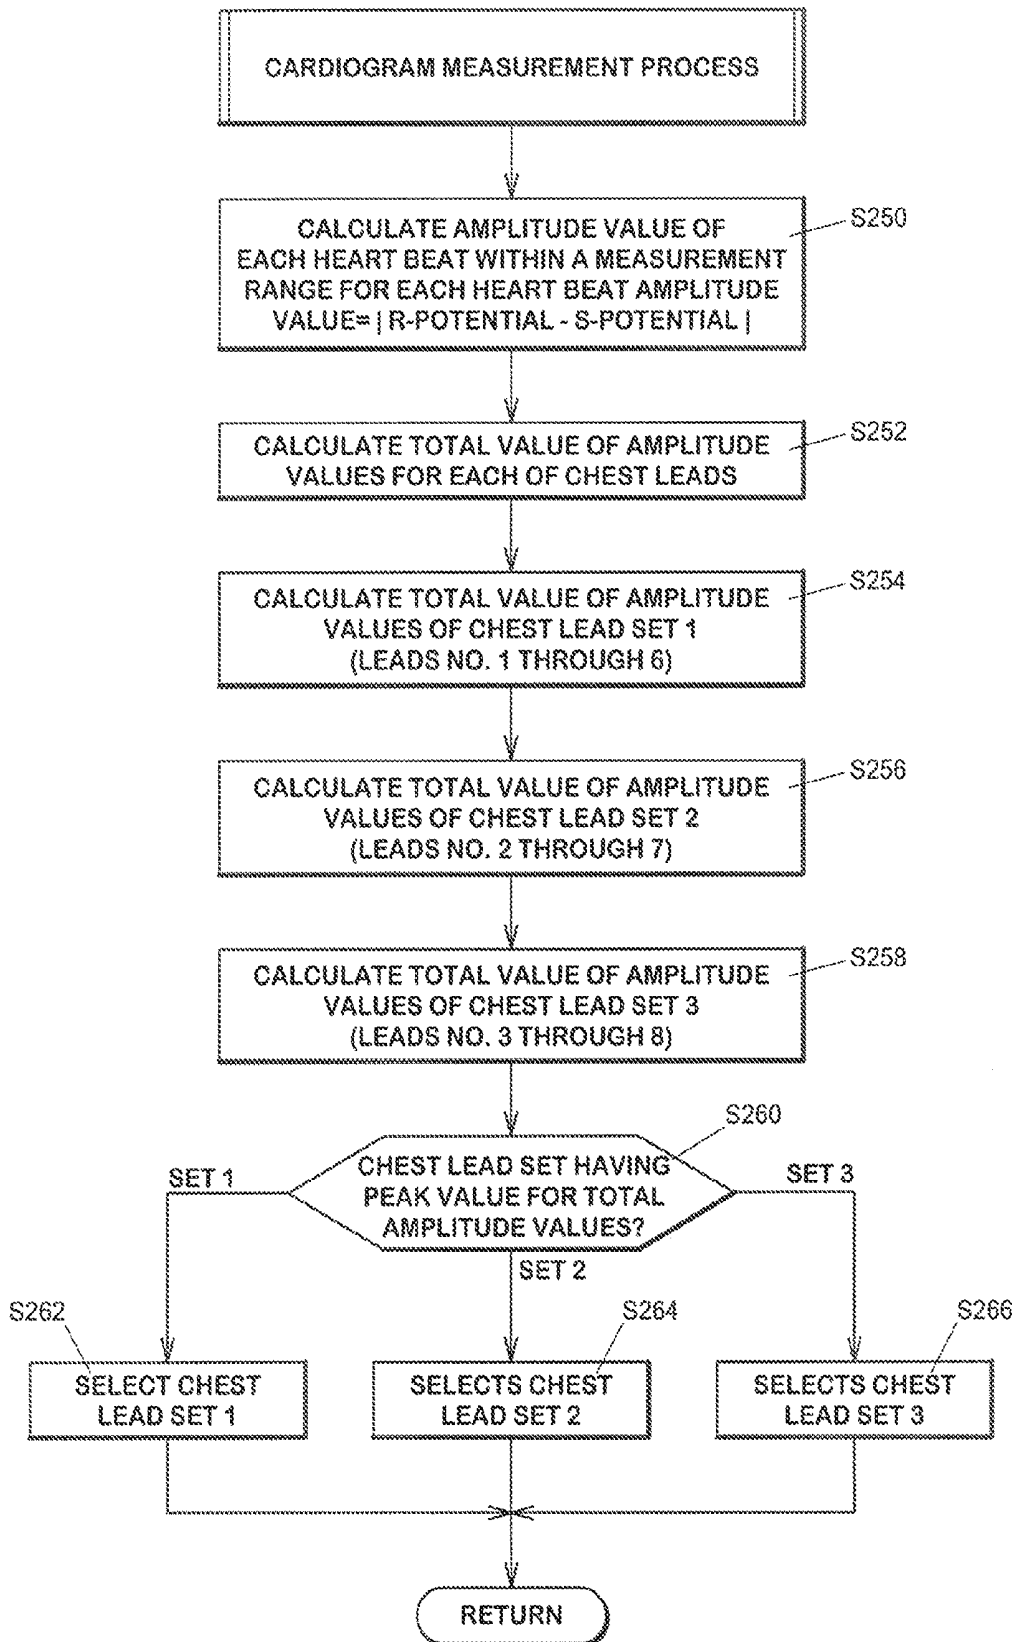 CARDIOGRAM MEASUREMENT PROCESS
S250
CALCULATE AMPLITUDE VALUE OF
EACH HEART BEAT WITHIN A MEASUREMENT
RANGE FOR EACH HEART BEAT AMPLITUDE
VALUE= | R-POTENTIAL - S-POTENTIAL |
S252
CALCULATE TOTAL VALUE OF AMPLITUDE
VALUES FOR EACH OF CHEST LEADS
S254
CALCULATE TOTAL VALUE OF AMPLITUDE
VALUES OF CHEST LEAD SET 1
(LEADS NO. 1 THROUGH 6)
S256
CALCULATE TOTAL VALUE OF AMPLITUDE
VALUES OF CHEST LEAD SET 2
(LEADS NO. 2 THROUGH 7)
S258
CALCULATE TOTAL VALUE OF AMPLITUDE
VALUES OF CHEST LEAD SET 3
(LEADS NO. 3 THROUGH 8)
S260
CHEST LEAD SET HAVING
PEAK VALUE FOR TOTAL
AMPLITUDE VALUES?
SET 1
SET 2
SET 3
S262
SELECT CHEST
LEAD SET 1
S264
SELECTS CHEST
LEAD SET 2
S266
SELECTS CHEST
LEAD SET 3
RETURN